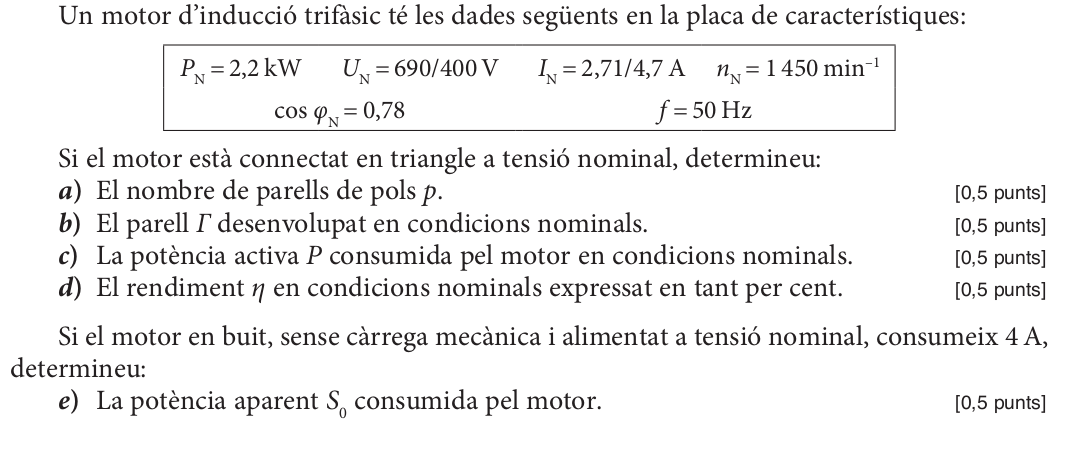 Un motor d’inducció trifàsic té les dades següents en la placa de característiques:
P_N = 2,2 kW U_N = 690/400 V I_N = 2,71/4,7 A n_N = 1 450 min⁻¹
cos φ_N = 0,78 f = 50 Hz
Si el motor està connectat en triangle a tensió nominal, determineu:
a) El nombre de parells de pols p. [0,5 punts]
b) El parell Γ desenvolupat en condicions nominals. [0,5 punts]
c) La potència activa P consumida pel motor en condicions nominals. [0,5 punts]
d) El rendiment η en condicions nominals expressat en tant per cent. [0,5 punts]
Si el motor en buit, sense càrrega mecànica i alimentat a tensió nominal, consumeix 4 A,
determineu:
e) La potència aparent S₀ consumida pel motor. [0,5 punts]